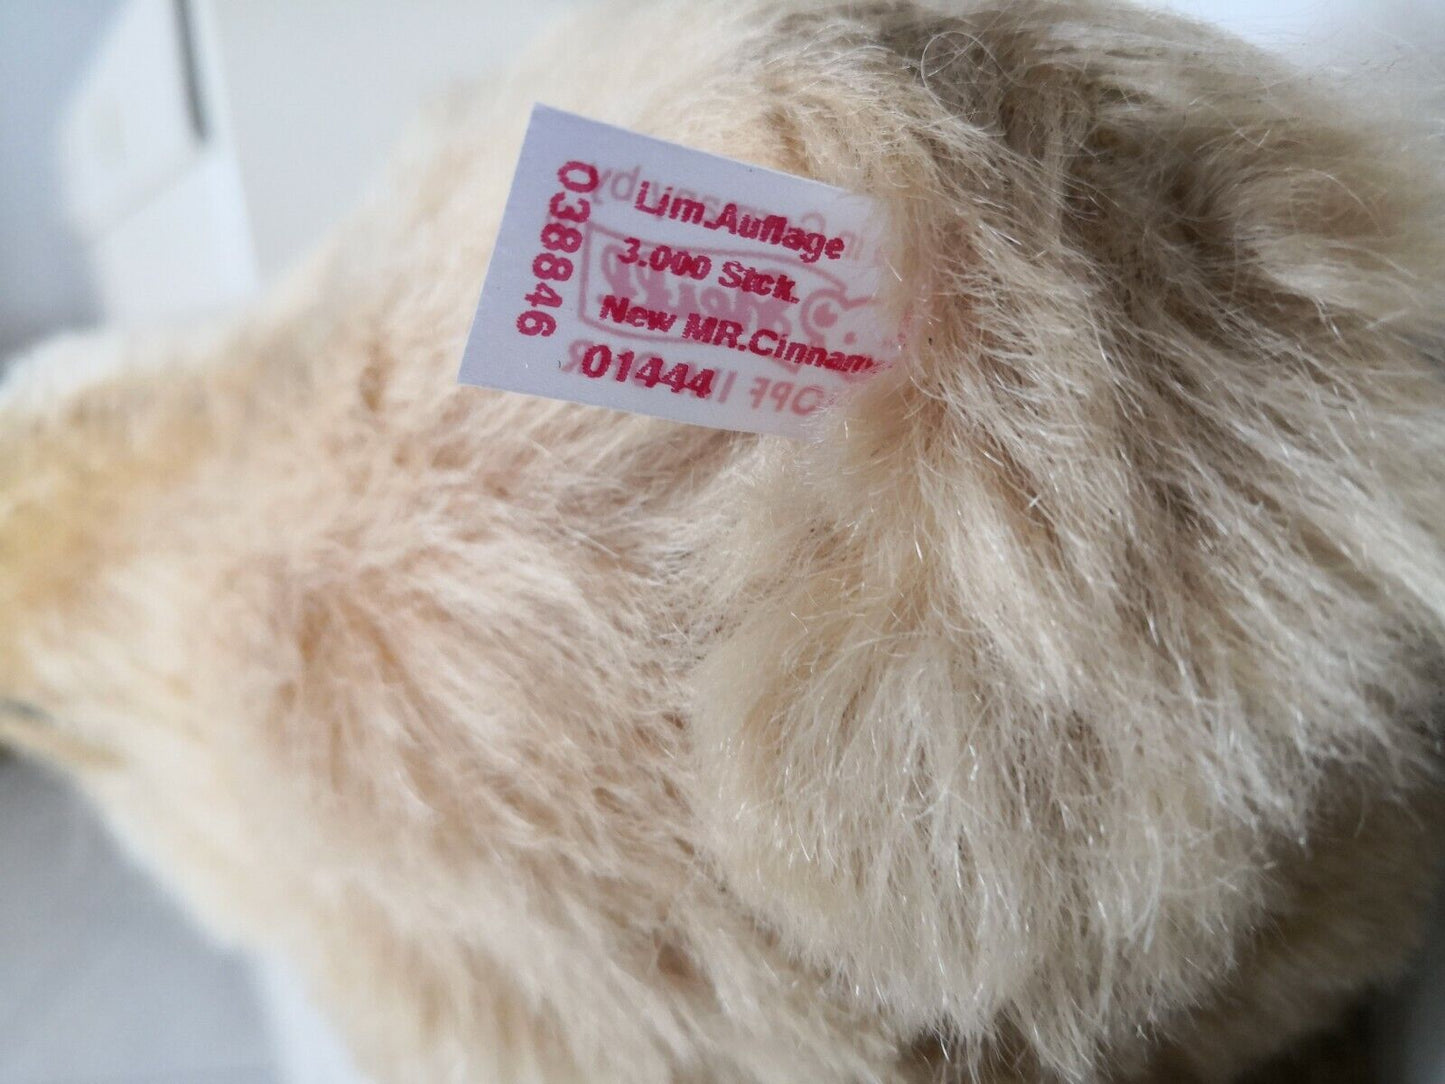 038846
Lim.Auflage
3.000 Stck.
New MR.Cinnam
01444